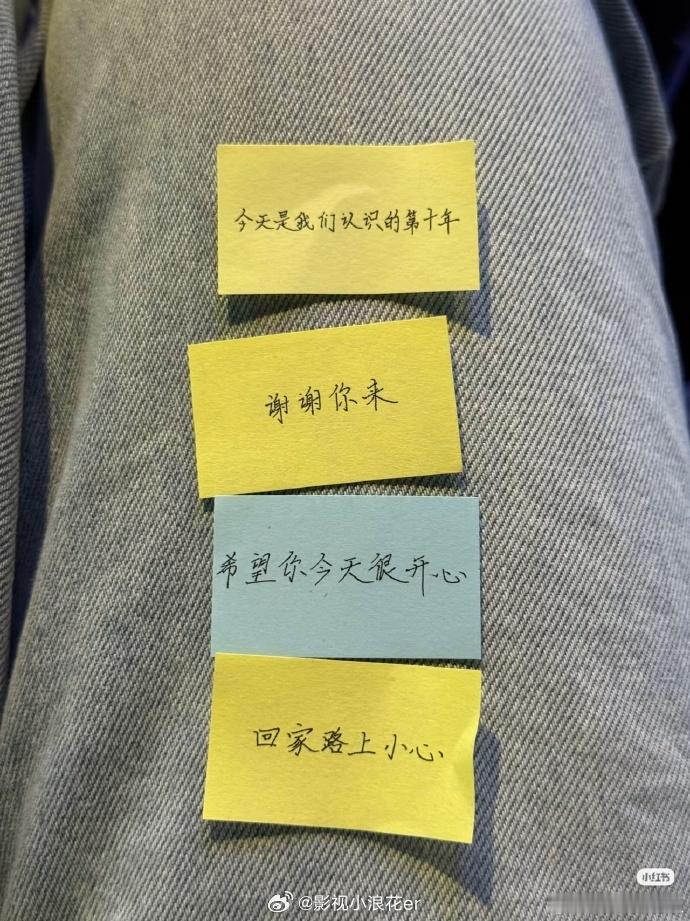 今天是我们认识的第十年
谢谢你来
希望你今天很开心
回家路上小心
小红书
@影视小浪花er